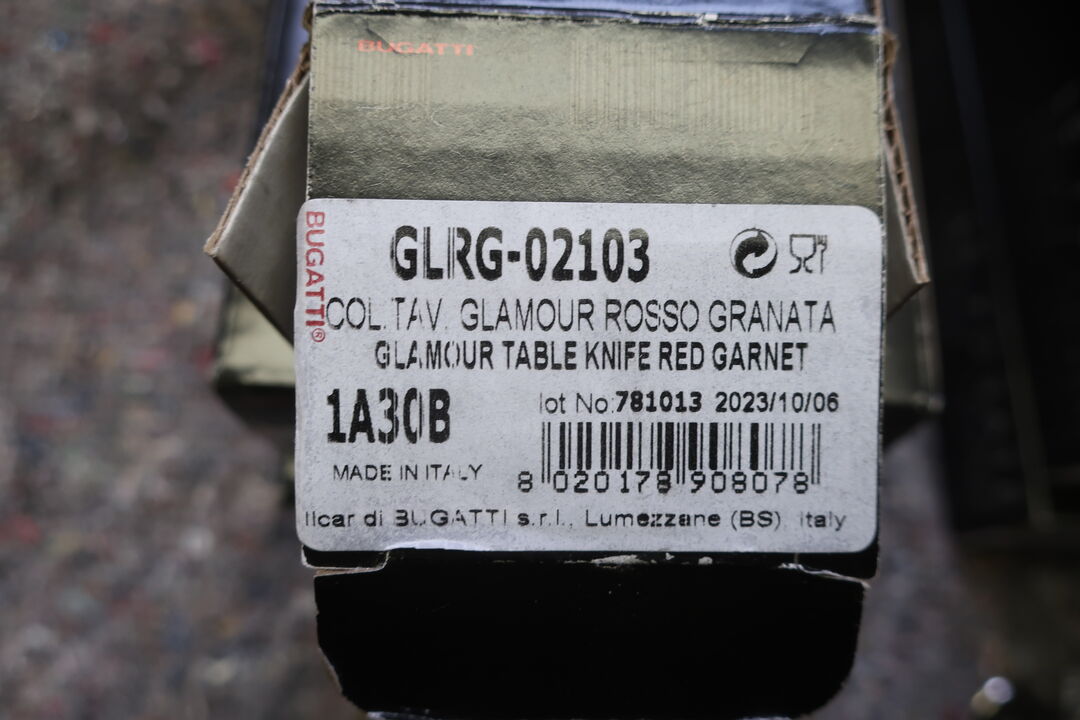 BUGATTI
BUGATTI®
GLRG-02103
COL.TAV. GLAMOUR ROSSO GRANATA
GLAMOUR TABLE KNIFE RED GARNET
1A30B
lot No:781013 2023/10/06
8 020178 908078
MADE IN ITALY
Ilcar di BUGATTI s.r.l., Lumezzane (BS) Italy